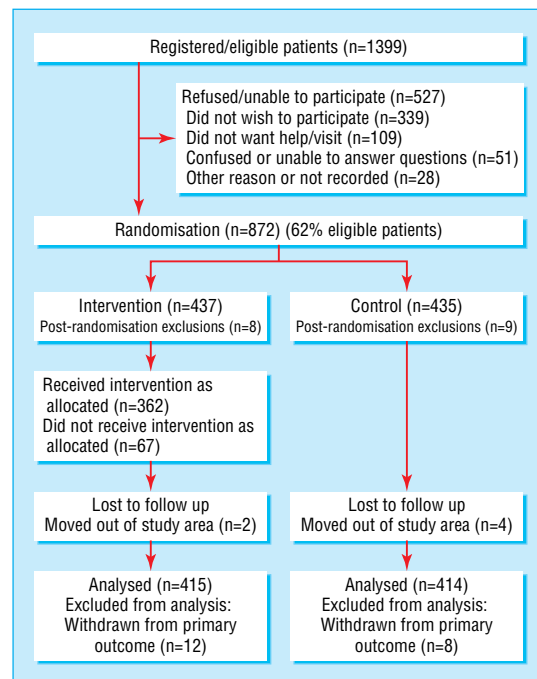 Registered/eligible patients (n=1399)
Refused/unable to participate (n=527)
Did not wish to participate (n=339)
Did not want help/visit (n=109)
Confused or unable to answer questions (n=51)
Other reason or not recorded (n=28)
Randomisation (n=872) (62% eligible patients)
Intervention (n=437)
Post-randomisation exclusions (n=8)
Control (n=435)
Post-randomisation exclusions (n=9)
Received intervention as
allocated (n=362)
Did not receive intervention as
allocated (n=67)
Lost to follow up
Moved out of study area (n=2)
Lost to follow up
Moved out of study area (n=4)
Analysed (n=415)
Excluded from analysis:
Withdrawn from primary
outcome (n=12)
Analysed (n=414)
Excluded from analysis:
Withdrawn from primary
outcome (n=8)